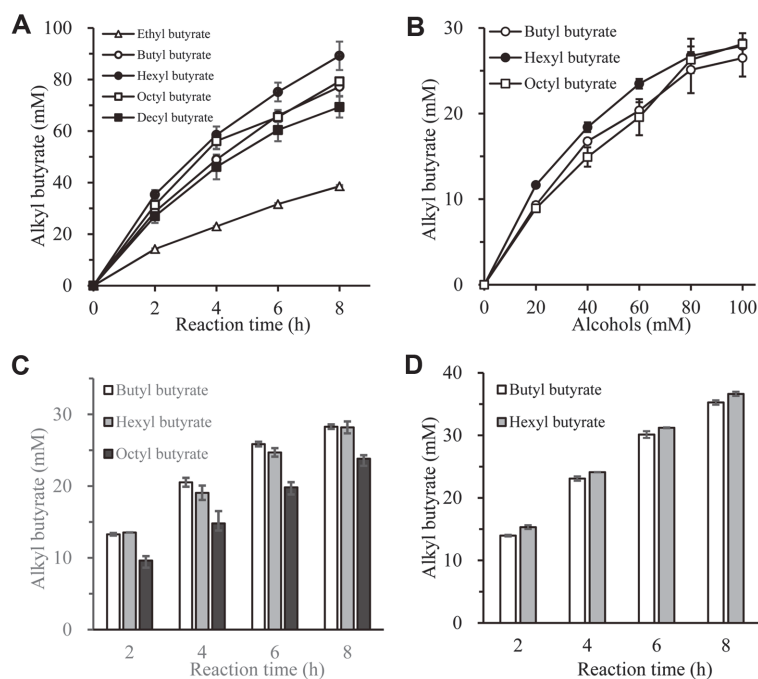 A
Alkyl butyrate (mM)
100
80
60
40
20
0
Ethyl butyrate
Butyl butyrate
Hexyl butyrate
Octyl butyrate
Decyl butyrate
0 2 4 6 8
Reaction time (h)
B
Alkyl butyrate (mM)
30
20
10
0
Butyl butyrate
Hexyl butyrate
Octyl butyrate
0 20 40 60 80 100
Alcohols (mM)
C
Alkyl butyrate (mM)
30
20
10
0
Butyl butyrate
Hexyl butyrate
Octyl butyrate
2 4 6 8
Reaction time (h)
D
Alkyl butyrate (mM)
40
30
20
10
0
Butyl butyrate
Hexyl butyrate
2 4 6 8
Reaction time (h)